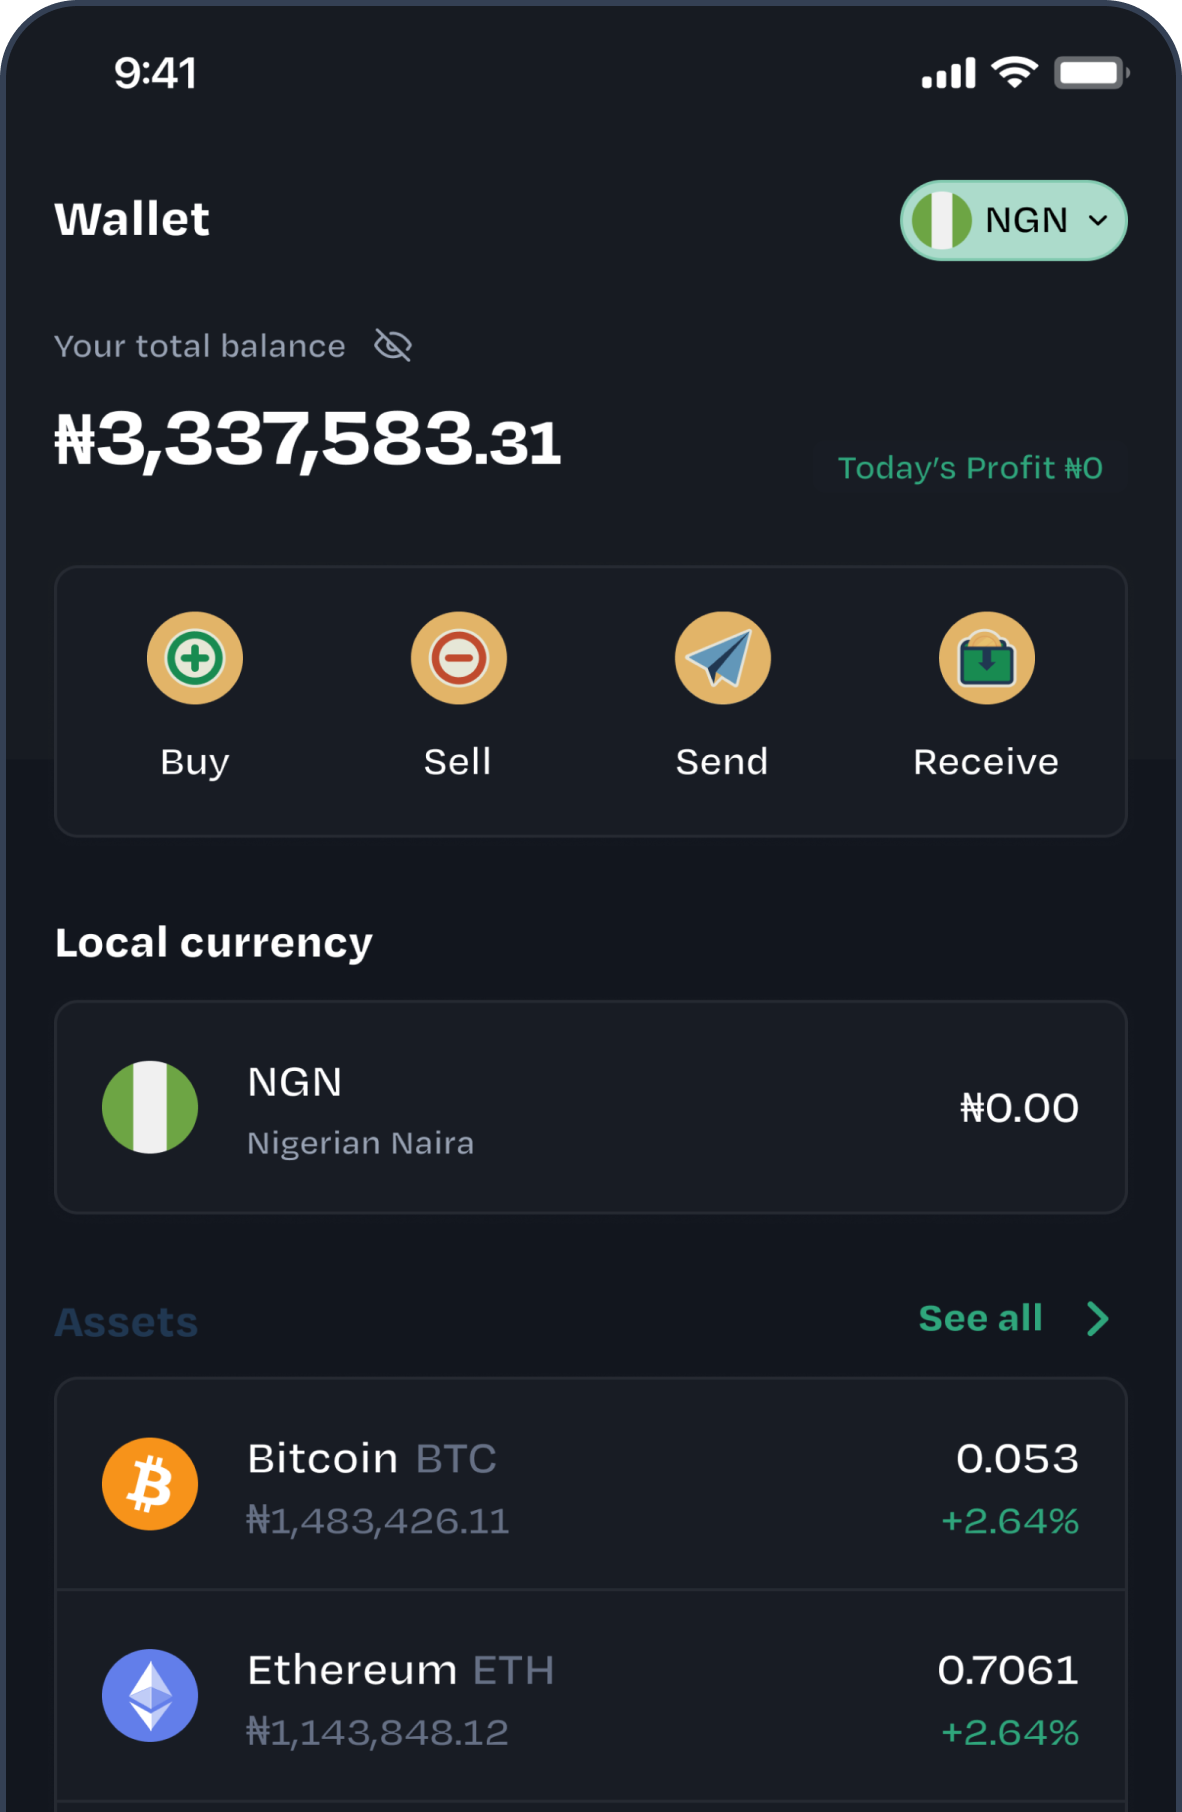 9:41
Wallet
NGN
Your total balance
₦3,337,583.31
Today’s Profit ₦0
Buy
Sell
Send
Receive
Local currency
NGN
₦0.00
Nigerian Naira
Assets
See all
Bitcoin BTC
0.053
₦1,483,426.11
+2.64%
Ethereum ETH
0.7061
₦1,143,848.12
+2.64%